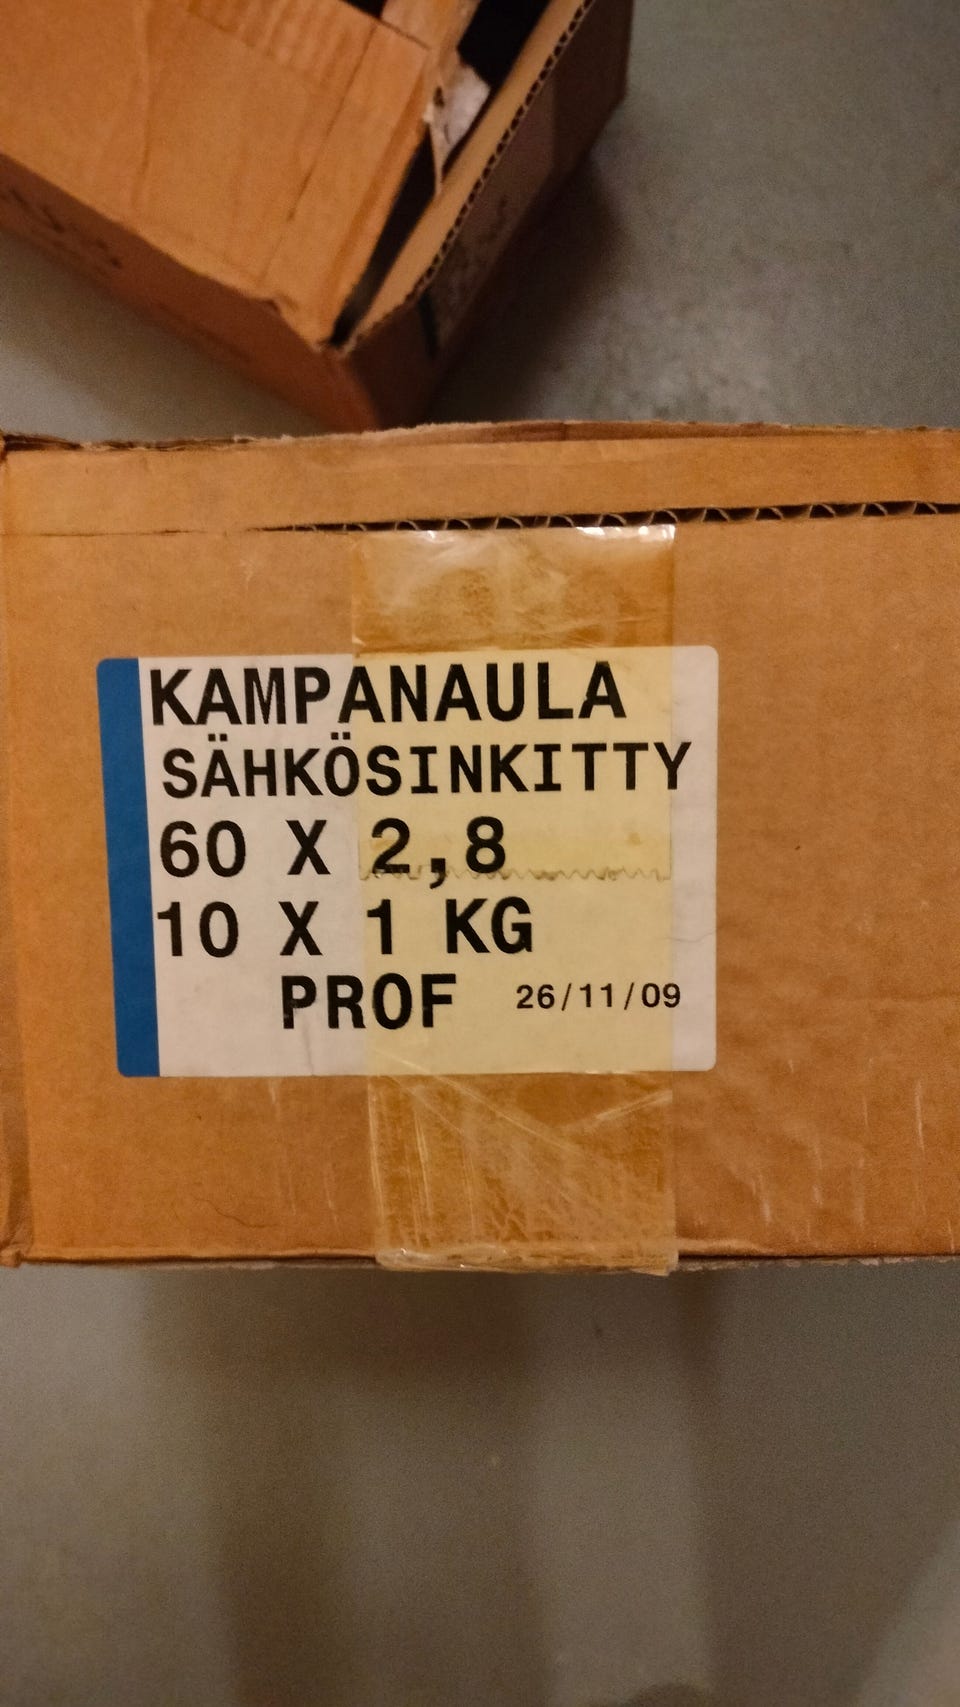 KAMPANAULA
SÄHKÖSINKITTY
60 X 2,8
10 X 1 KG
PROF 26/11/09